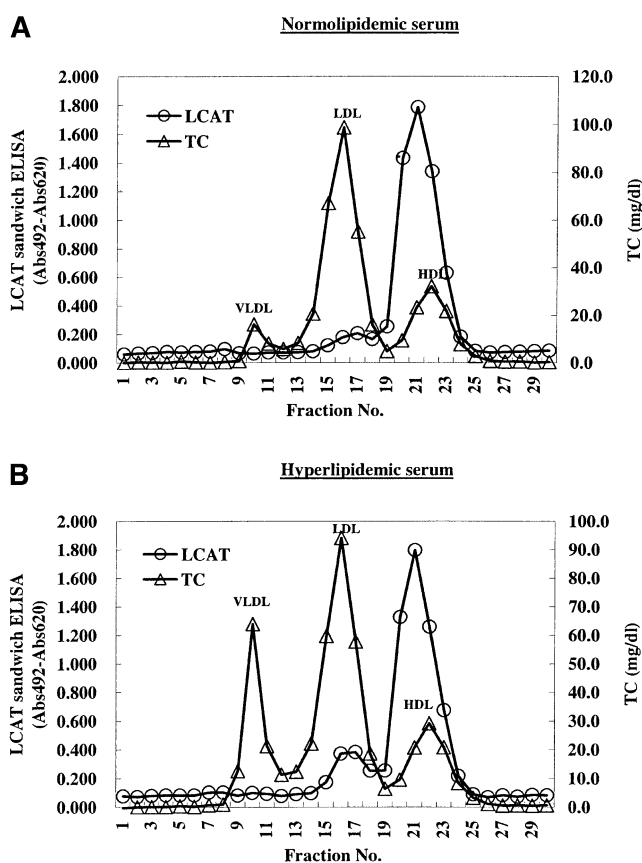 A
Normolipidemic serum
LCAT sandwich ELISA
(Abs492-Abs620)
2.000
1.800
1.600
1.400
1.200
1.000
0.800
0.600
0.400
0.200
0.000
LCAT
TC
VLDL
LDL
HDL
120.0
100.0
80.0
60.0
40.0
20.0
0.0
TC (mg/dl)
1 3 5 7 9 11 13 15 17 19 21 23 25 27 29
Fraction No.
B
Hyperlipidemic serum
LCAT sandwich ELISA
(Abs492-Abs620)
2.000
1.800
1.600
1.400
1.200
1.000
0.800
0.600
0.400
0.200
0.000
LCAT
TC
VLDL
LDL
HDL
100.0
90.0
80.0
70.0
60.0
50.0
40.0
30.0
20.0
10.0
0.0
TC (mg/dl)
1 3 5 7 9 11 13 15 17 19 21 23 25 27 29
Fraction No.